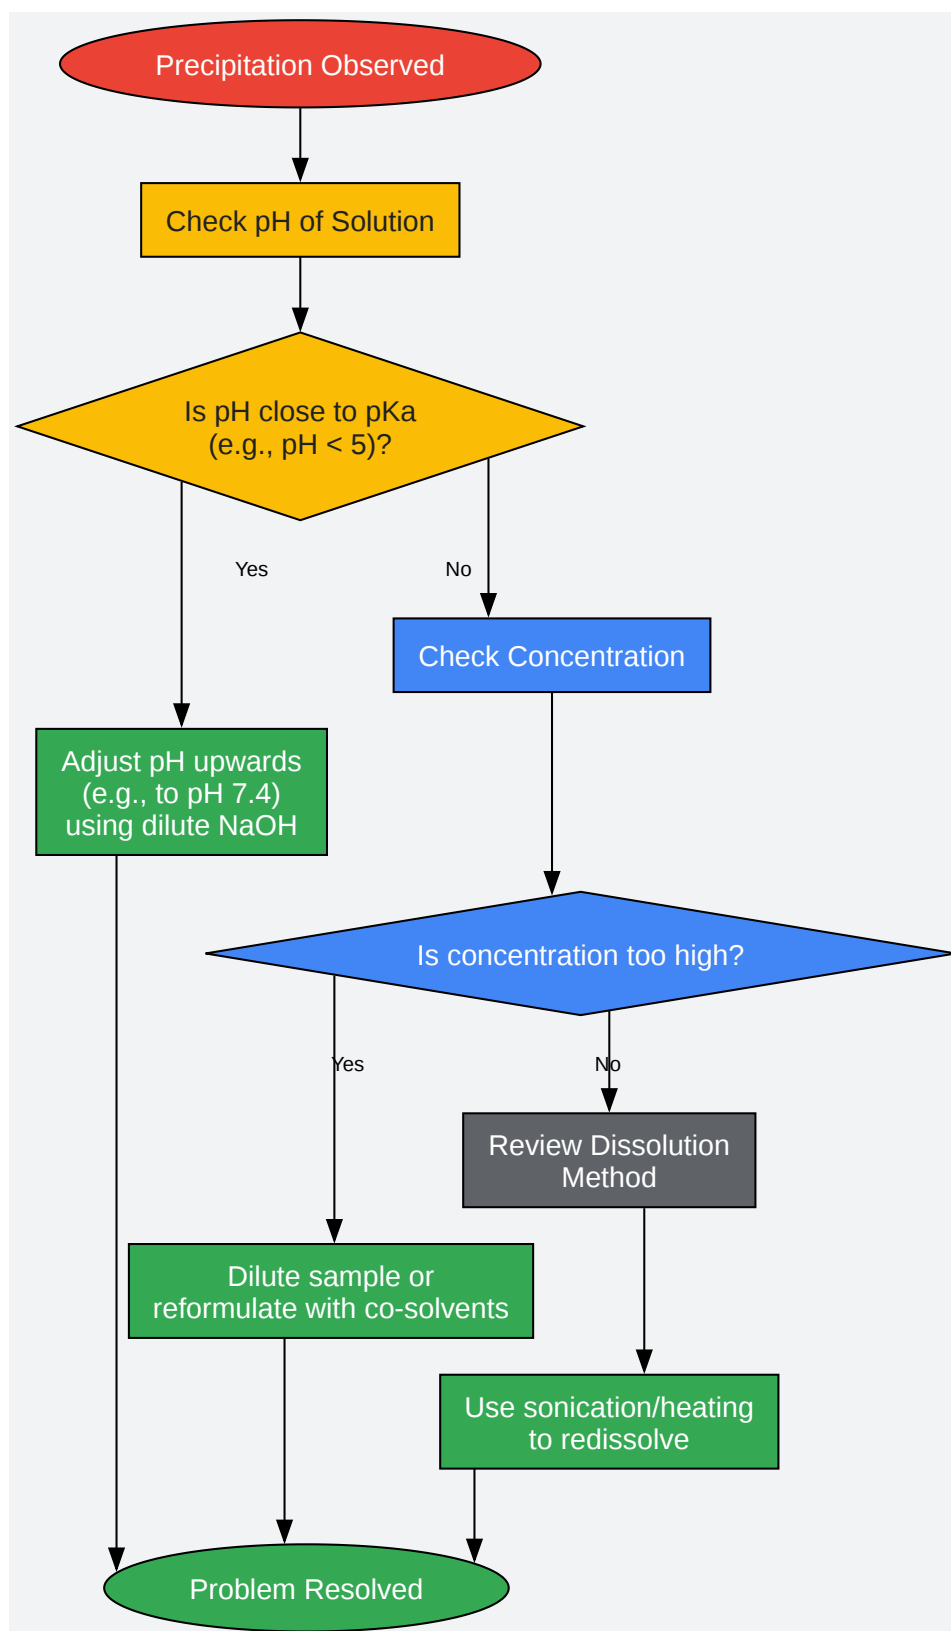 Precipitation Observed
Check pH of Solution
Is pH close to pKa
(e.g., pH < 5)?
Yes
No
Check Concentration
Adjust pH upwards
(e.g., to pH 7.4)
using dilute NaOH
Is concentration too high?
Yes
No
Review Dissolution
Method
Dilute sample or
reformulate with co-solvents
Use sonication/heating
to redissolve
Problem Resolved